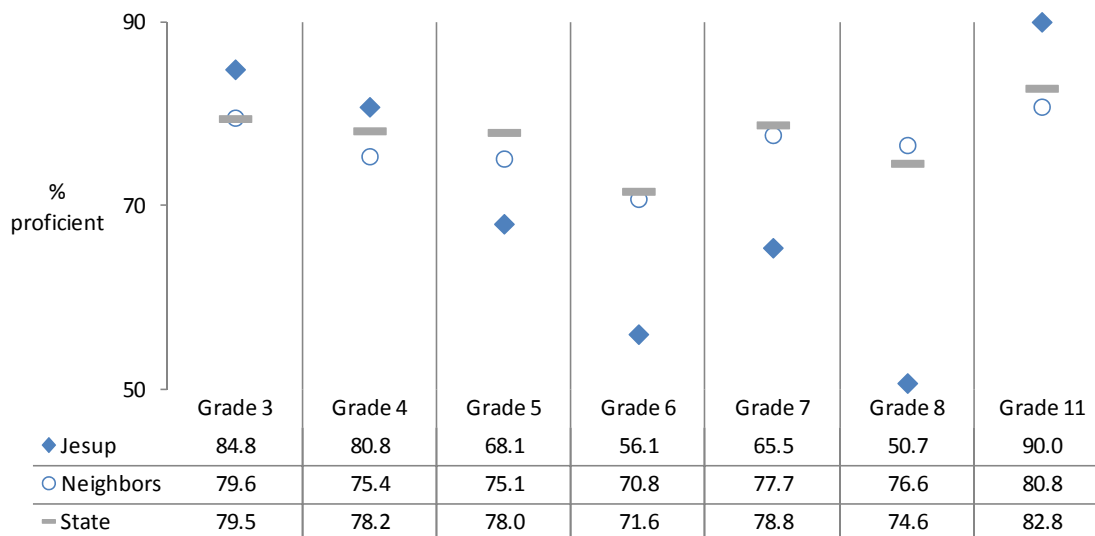 90
%
proficient
70
50
Grade 3 Grade 4 Grade 5 Grade 6 Grade 7 Grade 8 Grade 11
Jesup 84.8 80.8 68.1 56.1 65.5 50.7 90.0
Neighbors 79.6 75.4 75.1 70.8 77.7 76.6 80.8
State 79.5 78.2 78.0 71.6 78.8 74.6 82.8